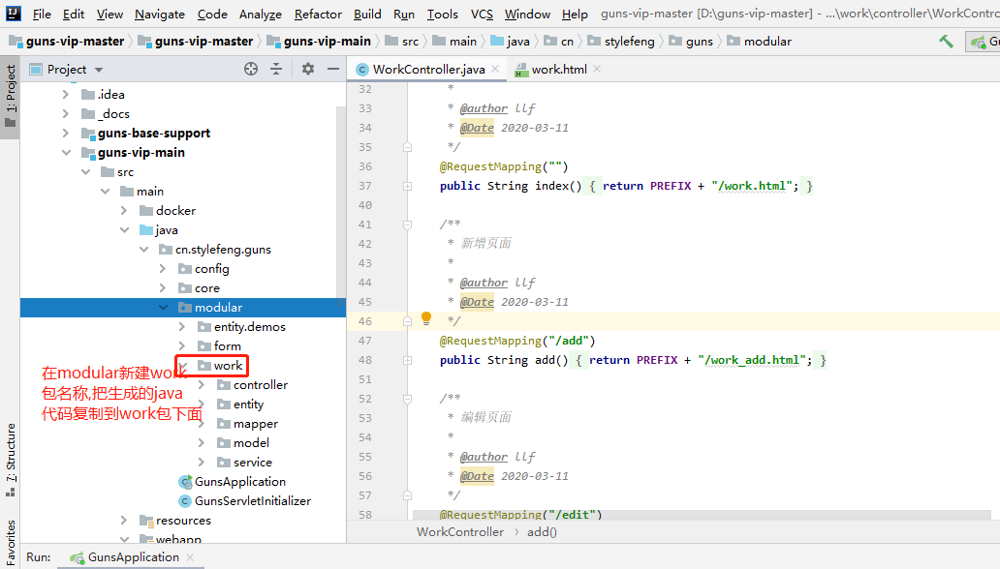 File Edit View Navigate Code Analyze Refactor Build Run Tools VCS Window Help guns-vip-master [D:\guns-vip-master] - ...\work\controller\WorkContro
guns-vip-master guns-vip-master guns-vip-main src main java cn stylefeng guns modular
Project
1: Project
WorkController.java
work.html
.idea
_docs
guns-base-support
guns-vip-main
src
main
docker
java
cn.stylefeng.guns
config
core
modular
entity.demos
form
work
controller
entity
mapper
model
service
GunsApplication
GunsServletInitializer
resources
webapp
在modular新建work
包名称,把生成的java
代码复制到work包下面
32 *
33 * @author llf
34 * @Date 2020-03-11
35 */
36 @RequestMapping("")
37 public String index() { return PREFIX + "/work.html"; }
40
41 /**
42 * 新增页面
43 *
44 * @author llf
45 * @Date 2020-03-11
46 */
47 @RequestMapping("/add")
48 public String add() { return PREFIX + "/work_add.html"; }
51
52 /**
53 * 编辑页面
54 *
55 * @author llf
56 * @Date 2020-03-11
57 */
58 @RequestMapping("/edit")
WorkController › add()
7: Structure
Favorites
Run: GunsApplication